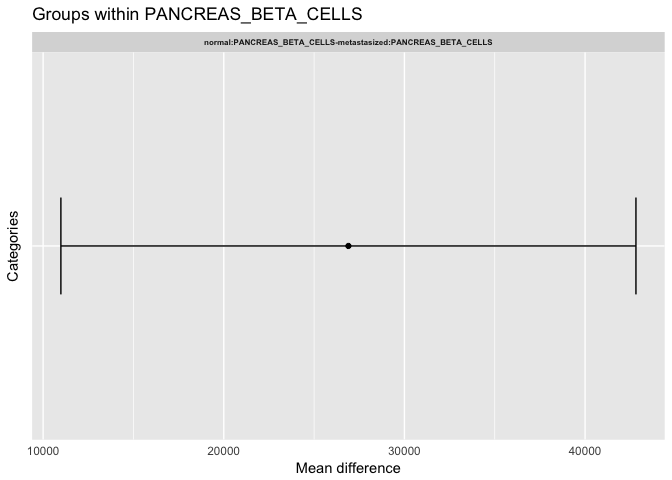 Groups within PANCREAS_BETA_CELLS
normal:PANCREAS_BETA_CELLS-metastasized:PANCREAS_BETA_CELLS
Categories
10000 20000 30000 40000
Mean difference